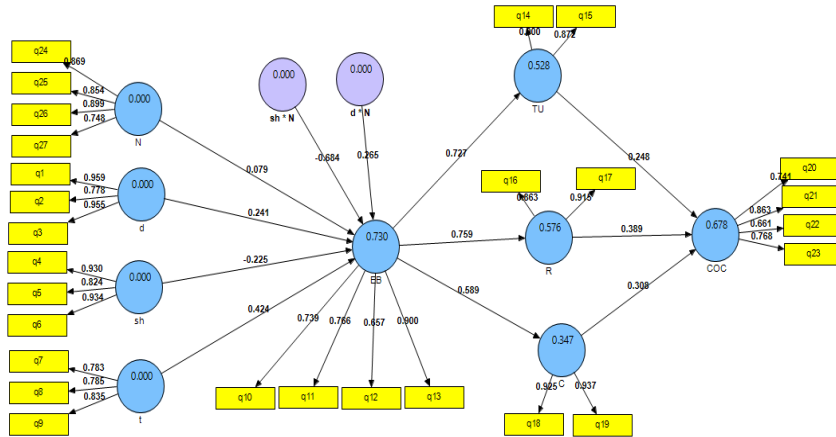 q14
q15
0.800
0.872
q24
0.869
0.000
0.000
0.000
0.528
q25
0.854
q26
0.899
q27
0.748
N
sh * N
d * N
TU
-0.684
0.265
0.727
0.248
q1
0.959
q2
0.778
q3
0.955
0.000
d
0.079
0.241
q16
0.863
q17
0.915
q20
0.741
q21
0.863
q22
0.661
q23
0.768
0.730
EB
0.759
0.576
R
0.389
0.678
COC
q4
0.930
q5
0.824
q6
0.934
0.000
sh
-0.225
0.589
0.308
0.424
q7
0.783
q8
0.785
q9
0.835
0.000
t
0.739
0.766
0.657
0.900
q10
q11
q12
q13
0.347
C
0.925
0.937
q18
q19